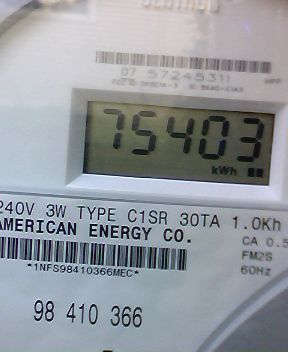 07 57245311
75403
kWh
240V 3W TYPE C1SR 30TA 1.0Kh
AMERICAN ENERGY CO.
CA 0.5
FM2S
60Hz
*1NFS98410366MEC*
98 410 366